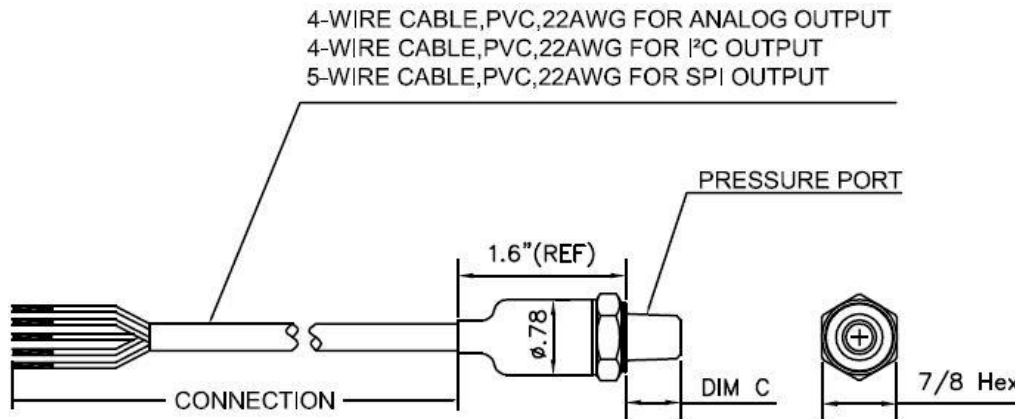 4-WIRE CABLE,PVC,22AWG FOR ANALOG OUTPUT
4-WIRE CABLE,PVC,22AWG FOR I²C OUTPUT
5-WIRE CABLE,PVC,22AWG FOR SPI OUTPUT
PRESSURE PORT
1.6"(REF)
ø.78
CONNECTION
DIM C
7/8 Hex